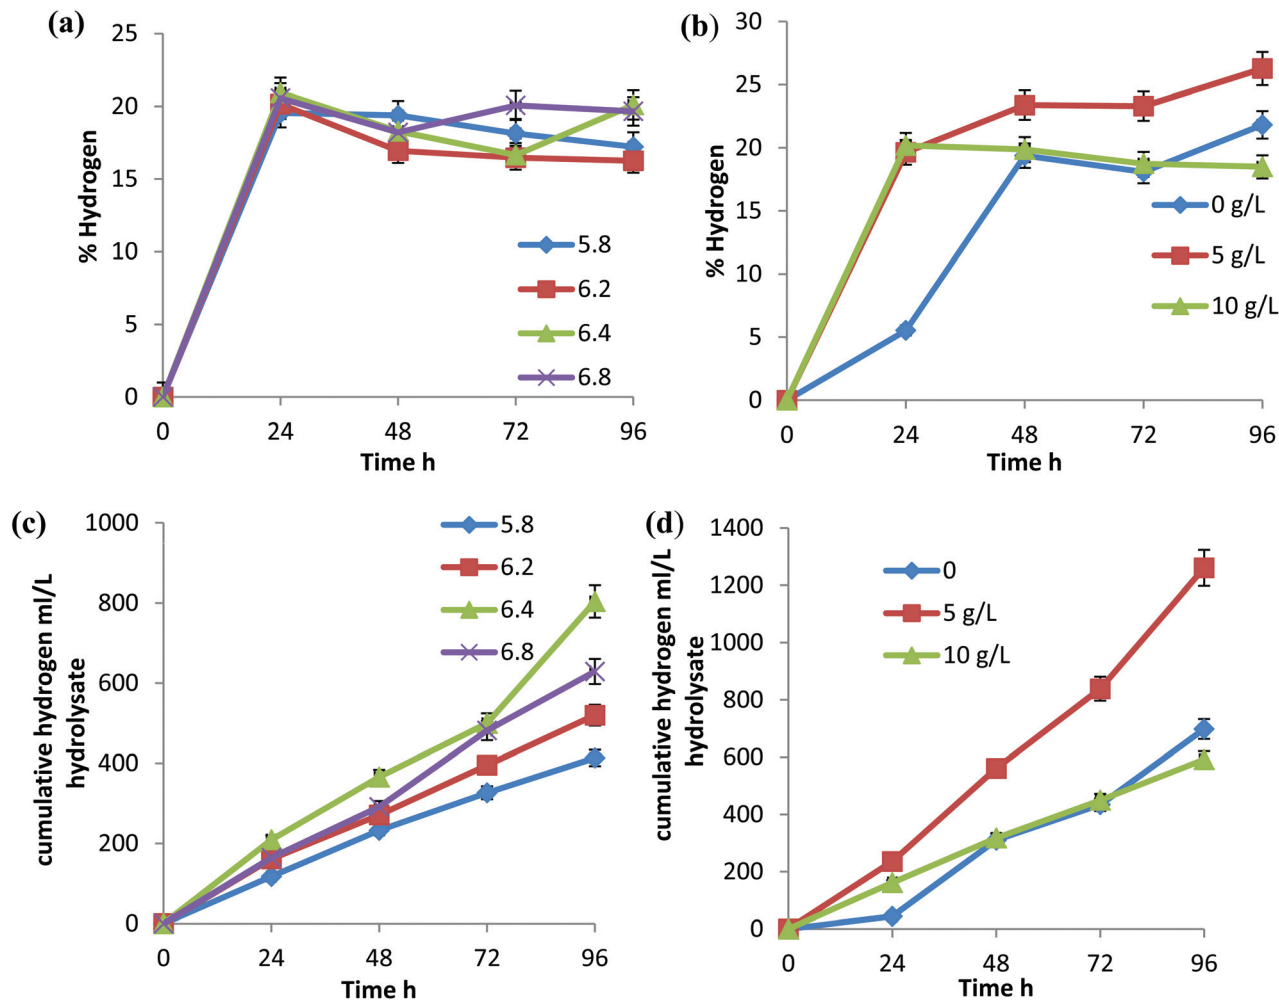 (a)
25
20
15
10
5
0
% Hydrogen
0 24 48 72 96
Time h
5.8
6.2
6.4
6.8
(b)
30
25
20
15
10
5
0
% Hydrogen
0 24 48 72 96
Time h
0 g/L
5 g/L
10 g/L
(c)
1000
800
600
400
200
0
cumulative hydrogen ml/L
hydrolysate
0 24 48 72 96
Time h
5.8
6.2
6.4
6.8
(d)
1400
1200
1000
800
600
400
200
0
cumulative hydrogen ml/L
hydrolysate
0 24 48 72 96
Time h
0
5 g/L
10 g/L